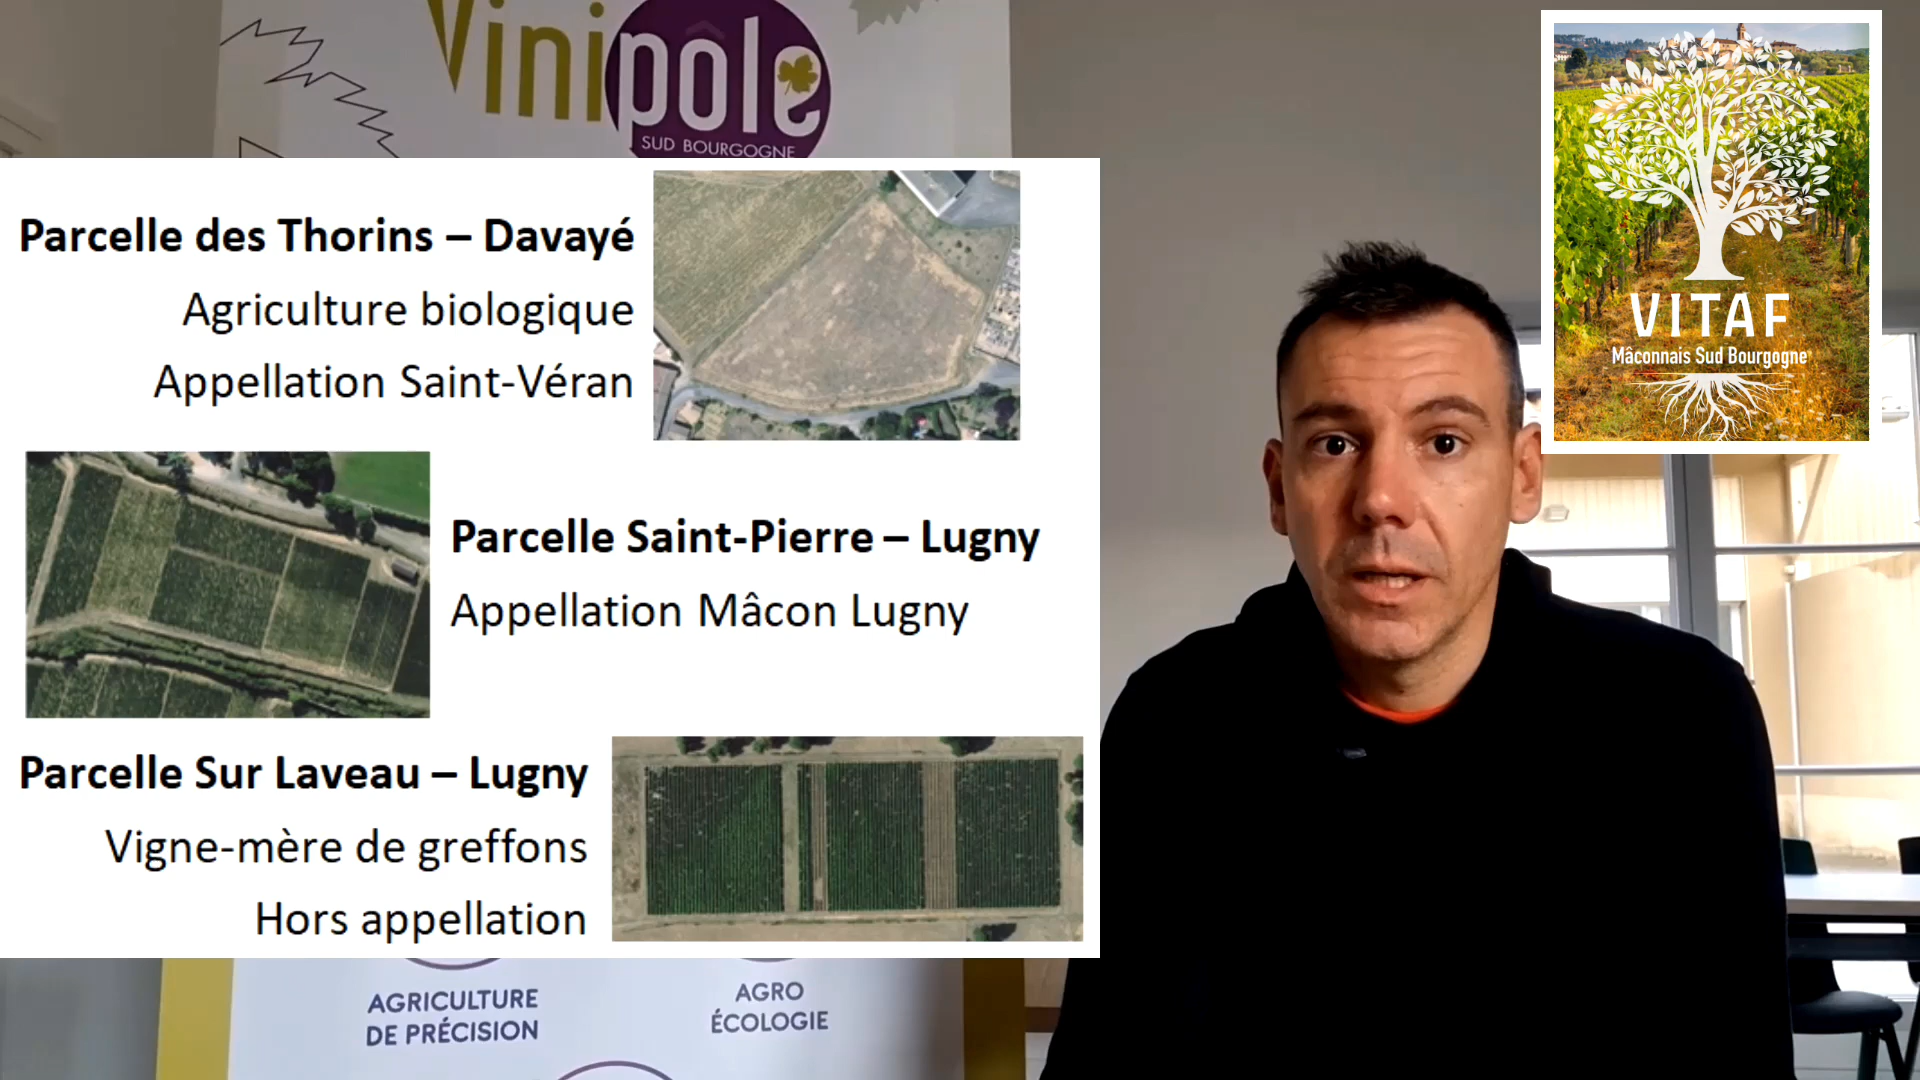 Vinipôle
SUD BOURGOGNE
Parcelle des Thorins – Davayé
Agriculture biologique
Appellation Saint-Véran
Parcelle Saint-Pierre – Lugny
Appellation Mâcon Lugny
Parcelle Sur Laveau – Lugny
Vigne-mère de greffons
Hors appellation
AGRICULTURE
DE PRÉCISION
AGRO
ÉCOLOGIE
VITAF
Mâconnais Sud Bourgogne